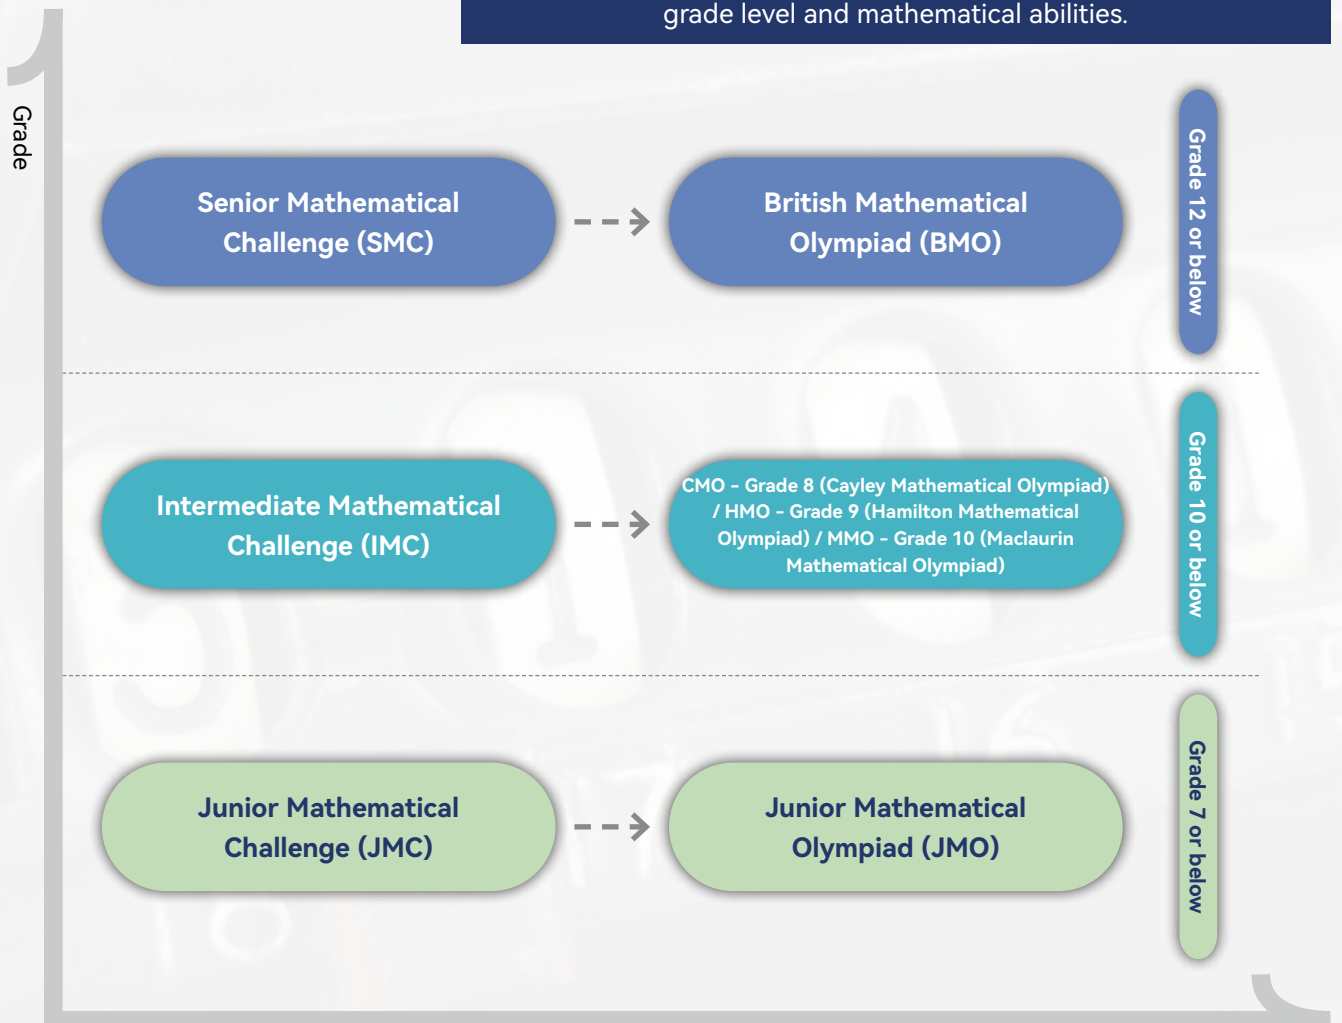 grade level and mathematical abilities.
Grade
Senior Mathematical
Challenge (SMC)
British Mathematical
Olympiad (BMO)
Grade 12 or below
Intermediate Mathematical
Challenge (IMC)
CMO - Grade 8 (Cayley Mathematical Olympiad)
/ HMO - Grade 9 (Hamilton Mathematical
Olympiad) / MMO - Grade 10 (Maclaurin
Mathematical Olympiad)
Grade 10 or below
Junior Mathematical
Challenge (JMC)
Junior Mathematical
Olympiad (JMO)
Grade 7 or below